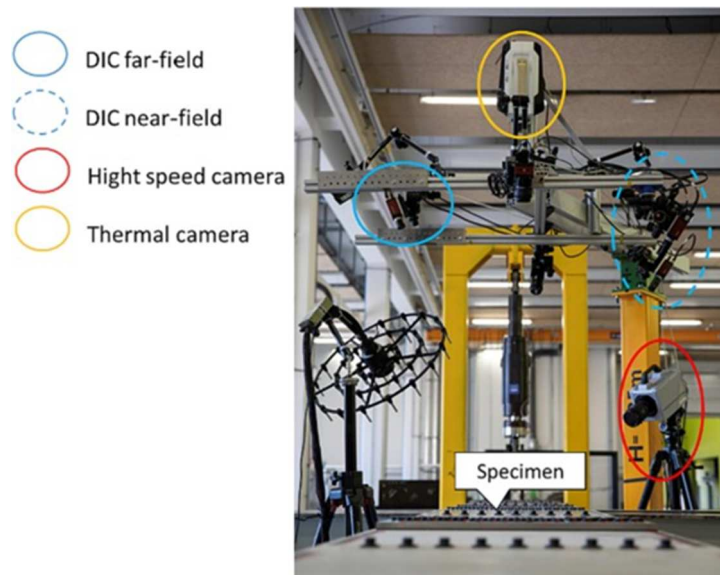 DIC far-field
DIC near-field
Hight speed camera
Thermal camera
Specimen
H=